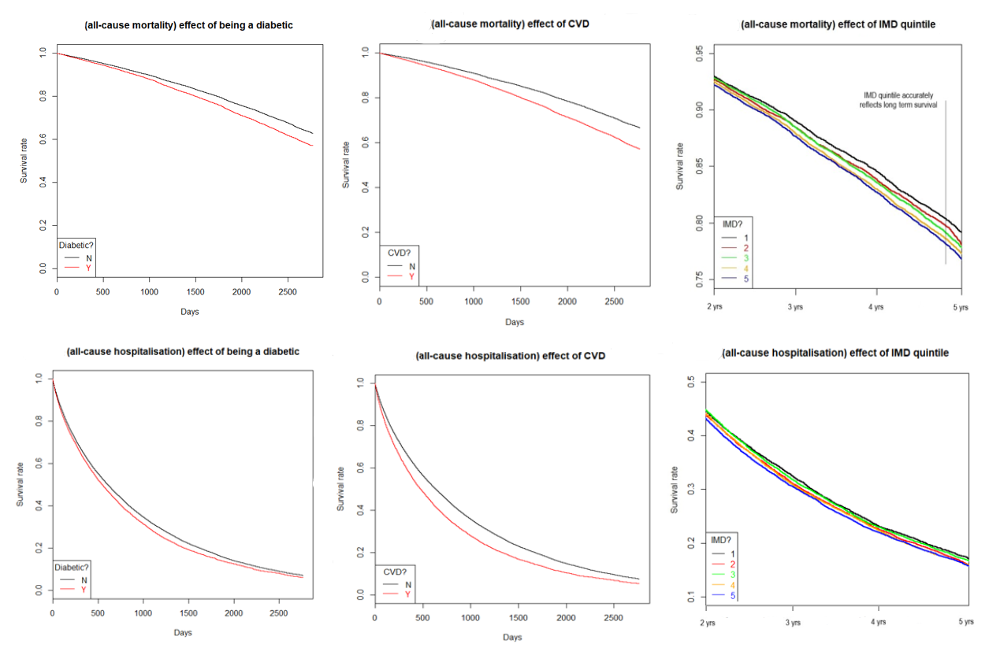 (all-cause mortality) effect of being a diabetic
Survival rate
1.0
0.8
0.6
0.4
0.2
0.0
Diabetic?
N
Y
0 500 1000 1500 2000 2500
Days
(all-cause mortality) effect of CVD
Survival rate
1.0
0.8
0.6
0.4
0.2
0.0
CVD?
N
Y
0 500 1000 1500 2000 2500
Days
(all-cause mortality) effect of IMD quintile
Survival rate
0.95
0.90
0.85
0.80
0.75
IMD quintile accurately
reflects long term survival
IMD?
1
2
3
4
5
2 yrs 3 yrs 4 yrs 5 yrs
(all-cause hospitalisation) effect of being a diabetic
Survival rate
1.0
0.8
0.6
0.4
0.2
0.0
Diabetic?
N
Y
0 500 1000 1500 2000 2500
Days
(all-cause hospitalisation) effect of CVD
Survival rate
1.0
0.8
0.6
0.4
0.2
0.0
CVD?
N
Y
0 500 1000 1500 2000 2500
Days
(all-cause hospitalisation) effect of IMD quintile
Survival rate
0.5
0.4
0.3
0.2
0.1
IMD?
1
2
3
4
5
2 yrs 3 yrs 4 yrs 5 yrs